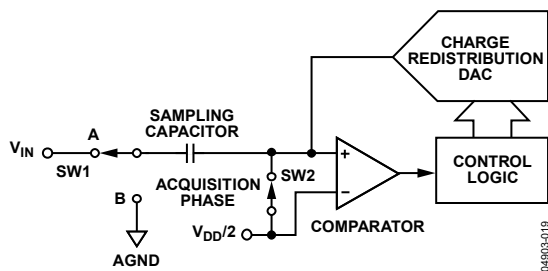 CHARGE
REDISTRIBUTION
DAC
SAMPLING
CAPACITOR
A
VIN
SW1
+
SW2
ACQUISITION
PHASE
−
CONTROL
LOGIC
B
COMPARATOR
VDD/2
AGND
04903-019